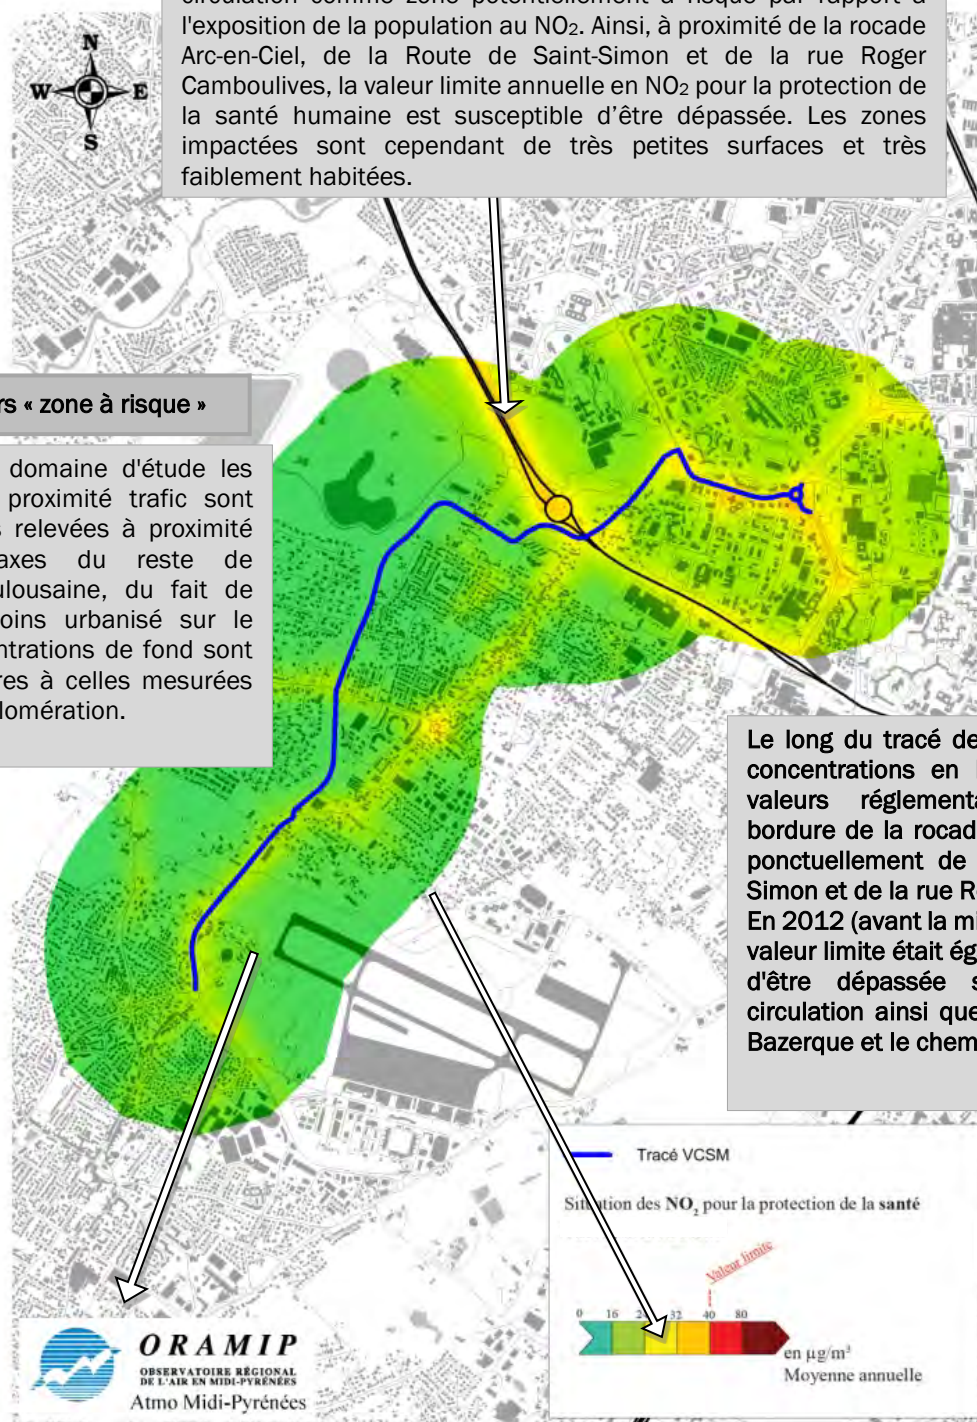 l'exposition de la population au NO2. Ainsi, à proximité de la rocade
Arc-en-Ciel, de la Route de Saint-Simon et de la rue Roger
Camboulives, la valeur limite annuelle en NO2 pour la protection de
la santé humaine est susceptible d’être dépassée. Les zones
impactées sont cependant de très petites surfaces et très
faiblement habitées.
N
W E
S
rs « zone à risque »
domaine d'étude les
proximité trafic sont
s relevées à proximité
axes du reste de
ulousaine, du fait de
oins urbanisé sur le
ntrations de fond sont
res à celles mesurées
lomération.
Le long du tracé de
concentrations en
valeurs réglementa
bordure de la rocad
ponctuellement de
Simon et de la rue R
En 2012 (avant la m
valeur limite était ég
d'être dépassée s
circulation ainsi que
Bazerque et le chem
Tracé VCSM
Situation des NO2 pour la protection de la santé
Valeur limite
0 16 24 32 40 80
en µg/m³
Moyenne annuelle
ORAMIP
OBSERVATOIRE RÉGIONAL
DE L'AIR EN MIDI-PYRÉNÉES
Atmo Midi-Pyrénées